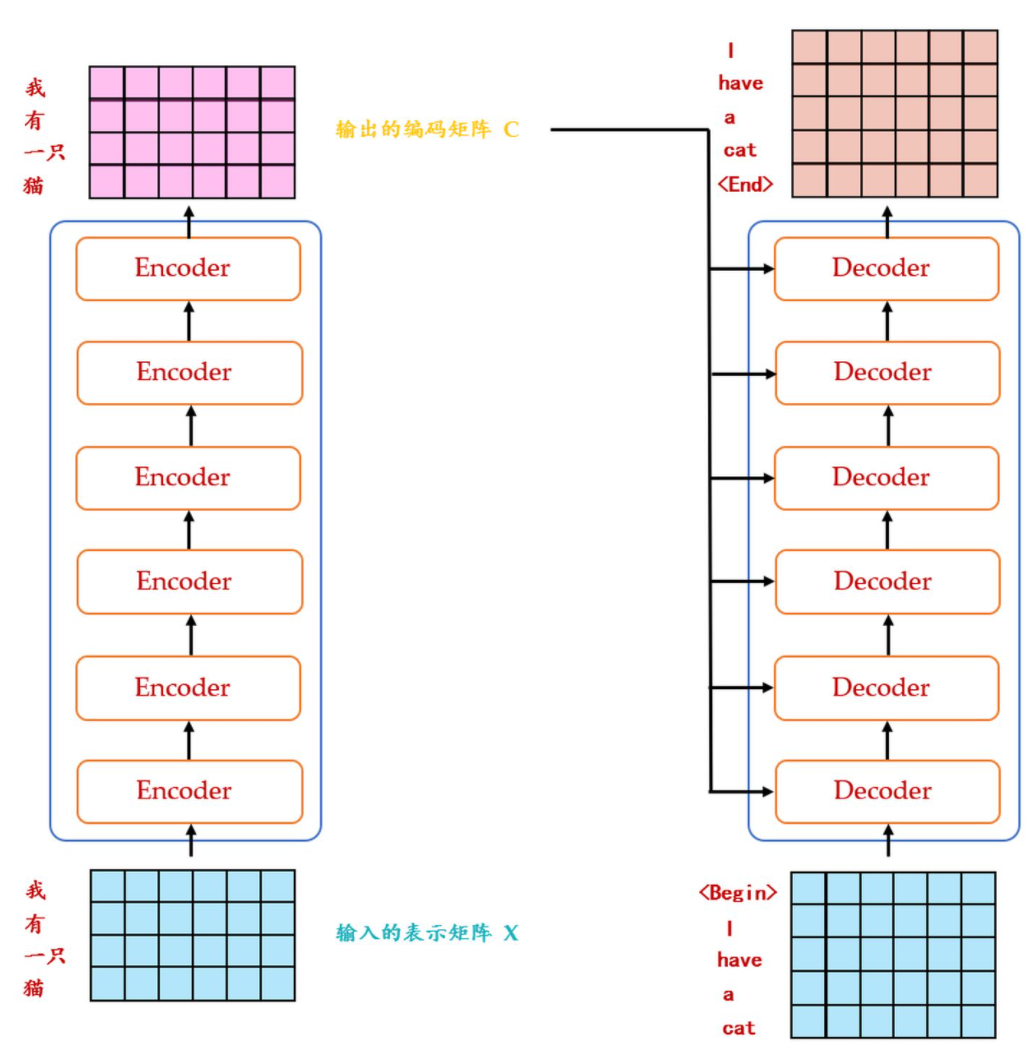 我
有
一只
猫
输出的编码矩阵 C
I
have
a
cat
<End>
Encoder
Encoder
Encoder
Encoder
Encoder
Encoder
Decoder
Decoder
Decoder
Decoder
Decoder
Decoder
我
有
一只
猫
输入的表示矩阵 X
<Begin>
I
have
a
cat